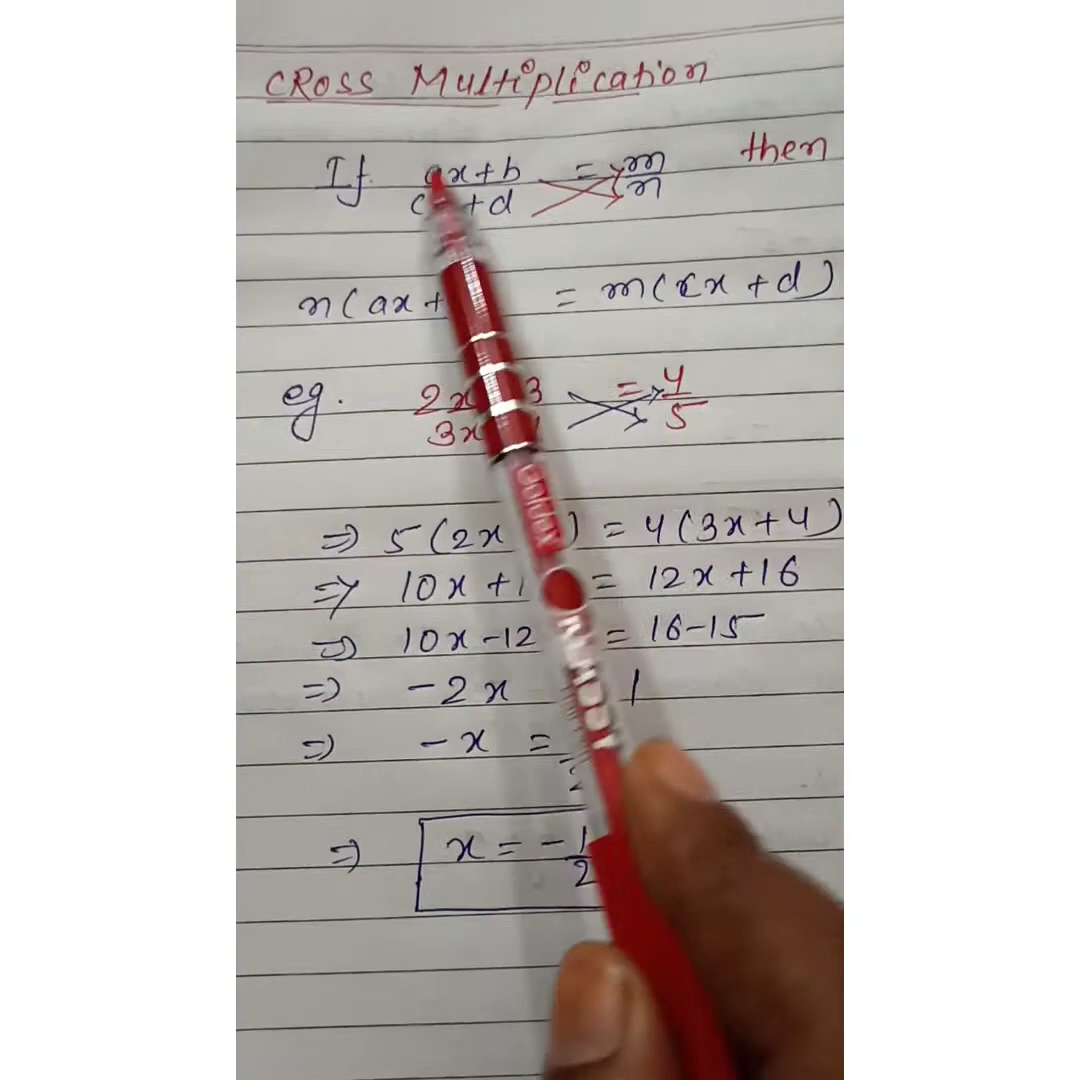 CROSS Multiplication
If ax+b = m then
c +d n
n(ax+ = m(cx+d)
eg. 2x 3 = 4
3x 5
⇒ 5(2x ) = 4(3x+4)
⇒ 10x+1 = 12x+16
⇒ 10x-12 = 16-15
⇒ -2x 1
⇒ -x =
2
⇒ x = -1
2